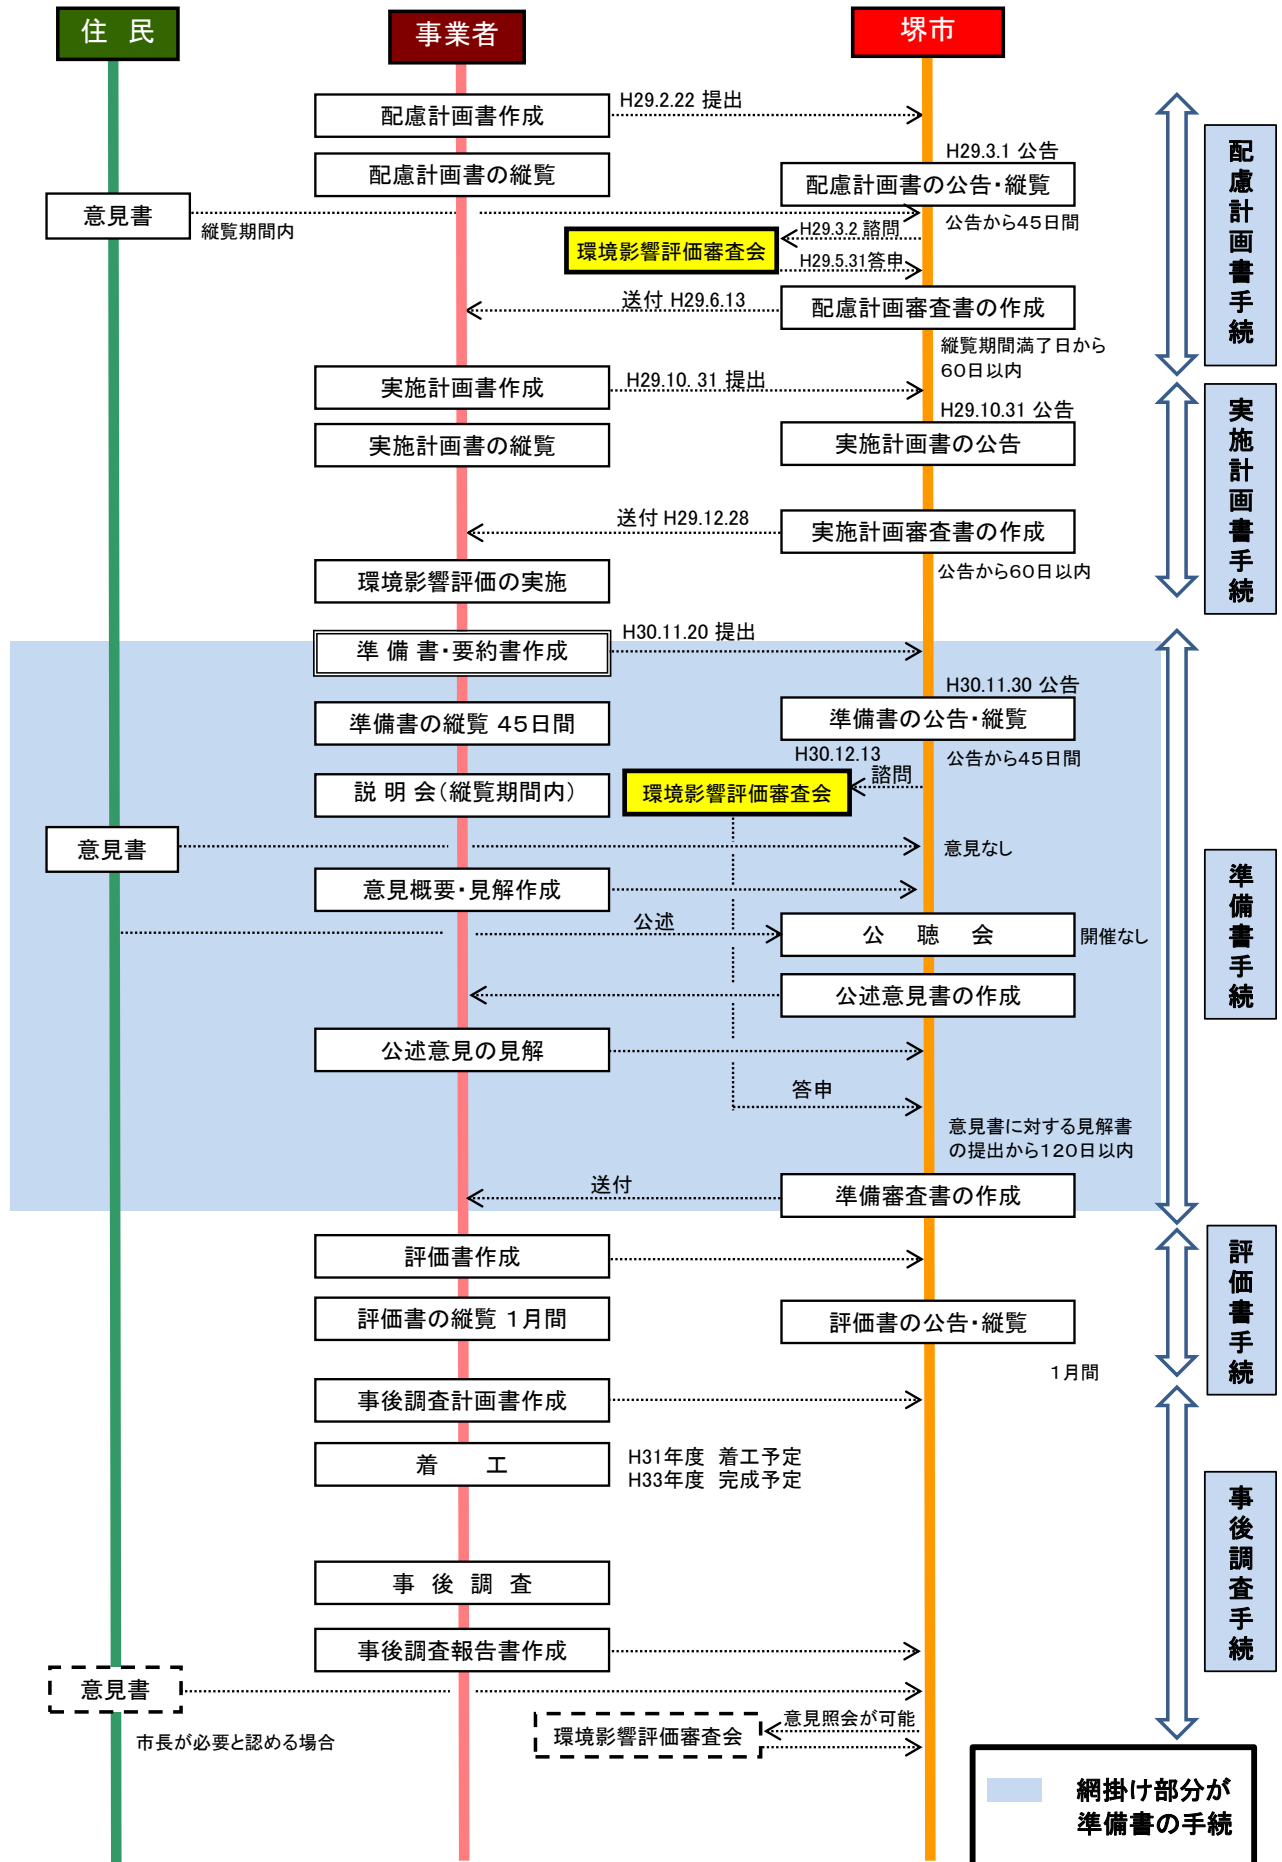 住 民
事業者
堺市
配慮計画書作成
H29.2.22 提出
H29.3.1 公告
配慮計画書の縦覧
配慮計画書の公告・縦覧
意見書
縦覧期間内
公告から45日間
H29.3.2 諮問
環境影響評価審査会
H29.5.31答申
送付 H29.6.13
配慮計画審査書の作成
縦覧期間満了日から
60日以内
配慮計画書手続
実施計画書作成
H29.10. 31 提出
H29.10.31 公告
実施計画書の縦覧
実施計画書の公告
送付 H29.12.28
実施計画審査書の作成
公告から60日以内
環境影響評価の実施
実施計画書手続
準 備 書・要約書作成
H30.11.20 提出
H30.11.30 公告
準備書の縦覧 45日間
準備書の公告・縦覧
公告から45日間
H30.12.13
諮問
説 明 会(縦覧期間内)
環境影響評価審査会
意見書
意見なし
意見概要・見解作成
公述
公 聴 会
開催なし
公述意見書の作成
公述意見の見解
答申
意見書に対する見解書
の提出から120日以内
送付
準備審査書の作成
準備書手続
評価書作成
評価書の縦覧 1月間
評価書の公告・縦覧
1月間
評価書手続
事後調査計画書作成
着 工
H31年度 着工予定
H33年度 完成予定
事 後 調 査
事後調査報告書作成
意見書
市長が必要と認める場合
意見照会が可能
環境影響評価審査会
事後調査手続
網掛け部分が
準備書の手続